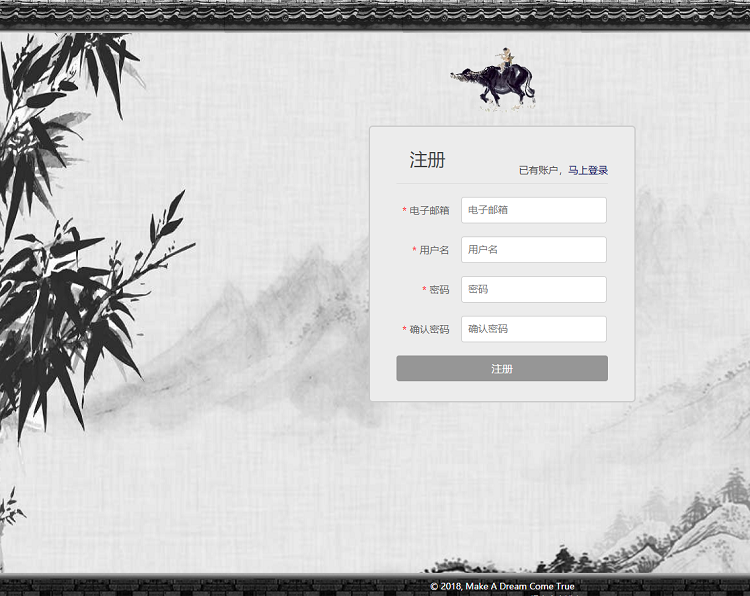 注册
已有账户，马上登录
* 电子邮箱 电子邮箱
* 用户名 用户名
* 密码 密码
* 确认密码 确认密码
注册
© 2018, Make A Dream Come True